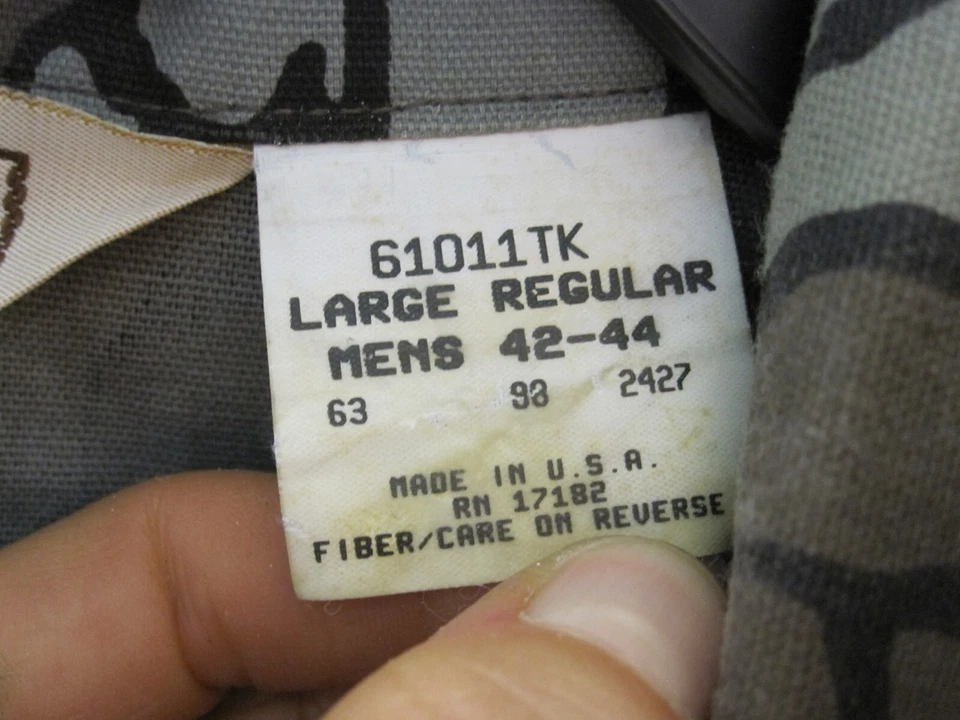 61011TK
LARGE REGULAR
MENS 42-44
63 98 2427
MADE IN U.S.A.
RN 17182
FIBER/CARE ON REVERSE